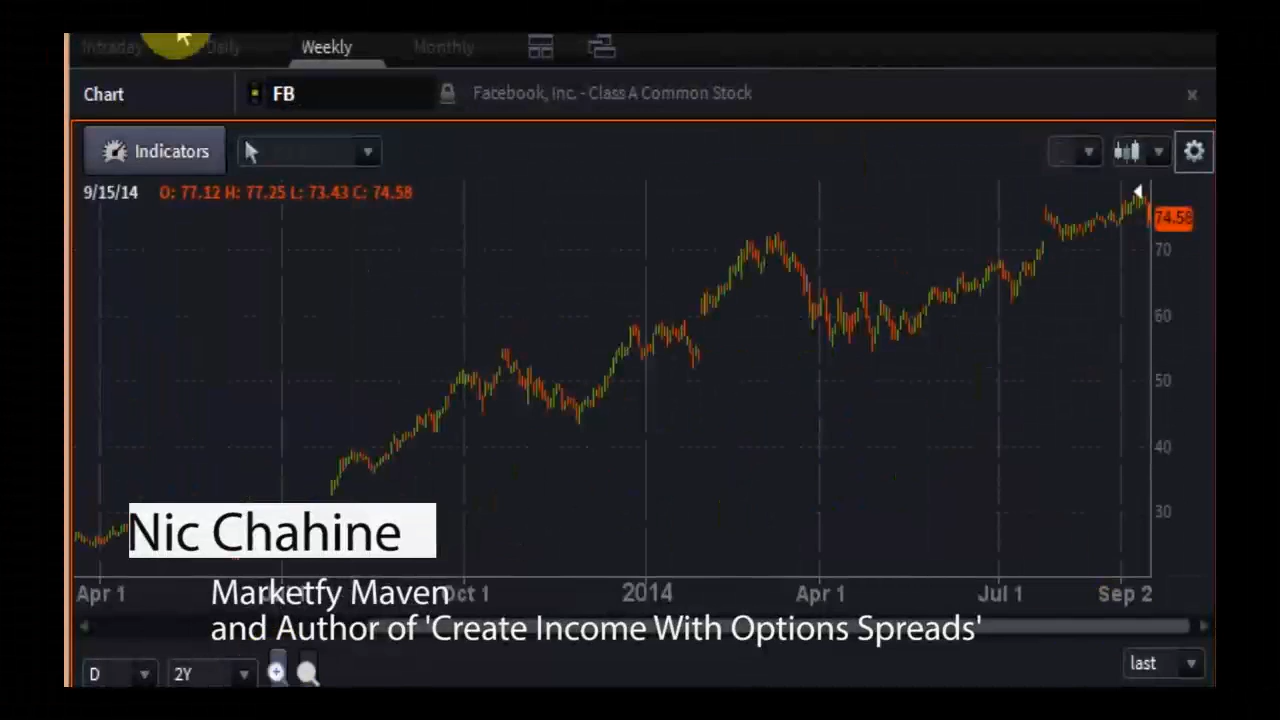 Intraday Daily Weekly Monthly
Chart FB Facebook, Inc. - Class A Common Stock
Indicators
9/15/14 O: 77.12 H: 77.25 L: 73.43 C: 74.58
74.58
70
60
50
40
30
Nic Chahine
Apr 1 Oct 1 2014 Apr 1 Jul 1 Sep 2
Marketfy Maven
and Author of 'Create Income With Options Spreads'
D 2Y last